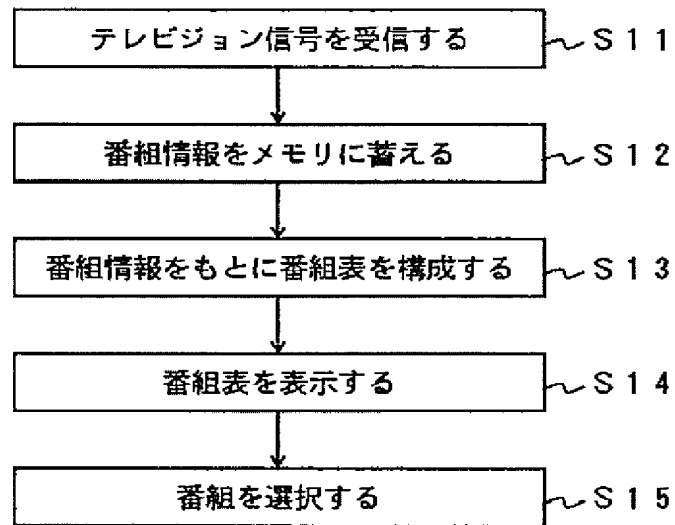 テレビジョン信号を受信する S11
番組情報をメモリに蓄える S12
番組情報をもとに番組表を構成する S13
番組表を表示する S14
番組を選択する S15